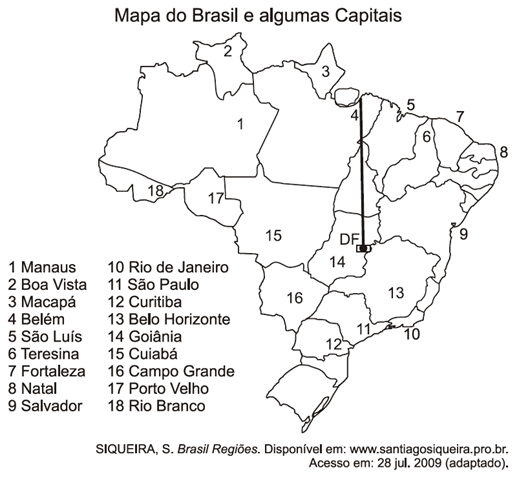 Mapa do Brasil e algumas Capitais
2
3
4
5
7
1
6
8
18
17
9
DF
15
14
16
13
11
10
12
1 Manaus
2 Boa Vista
3 Macapá
4 Belém
5 São Luís
6 Teresina
7 Fortaleza
8 Natal
9 Salvador
10 Rio de Janeiro
11 São Paulo
12 Curitiba
13 Belo Horizonte
14 Goiânia
15 Cuiabá
16 Campo Grande
17 Porto Velho
18 Rio Branco
SIQUEIRA, S. Brasil Regiões. Disponível em: www.santiagosiqueira.pro.br.
Acesso em: 28 jul. 2009 (adaptado).